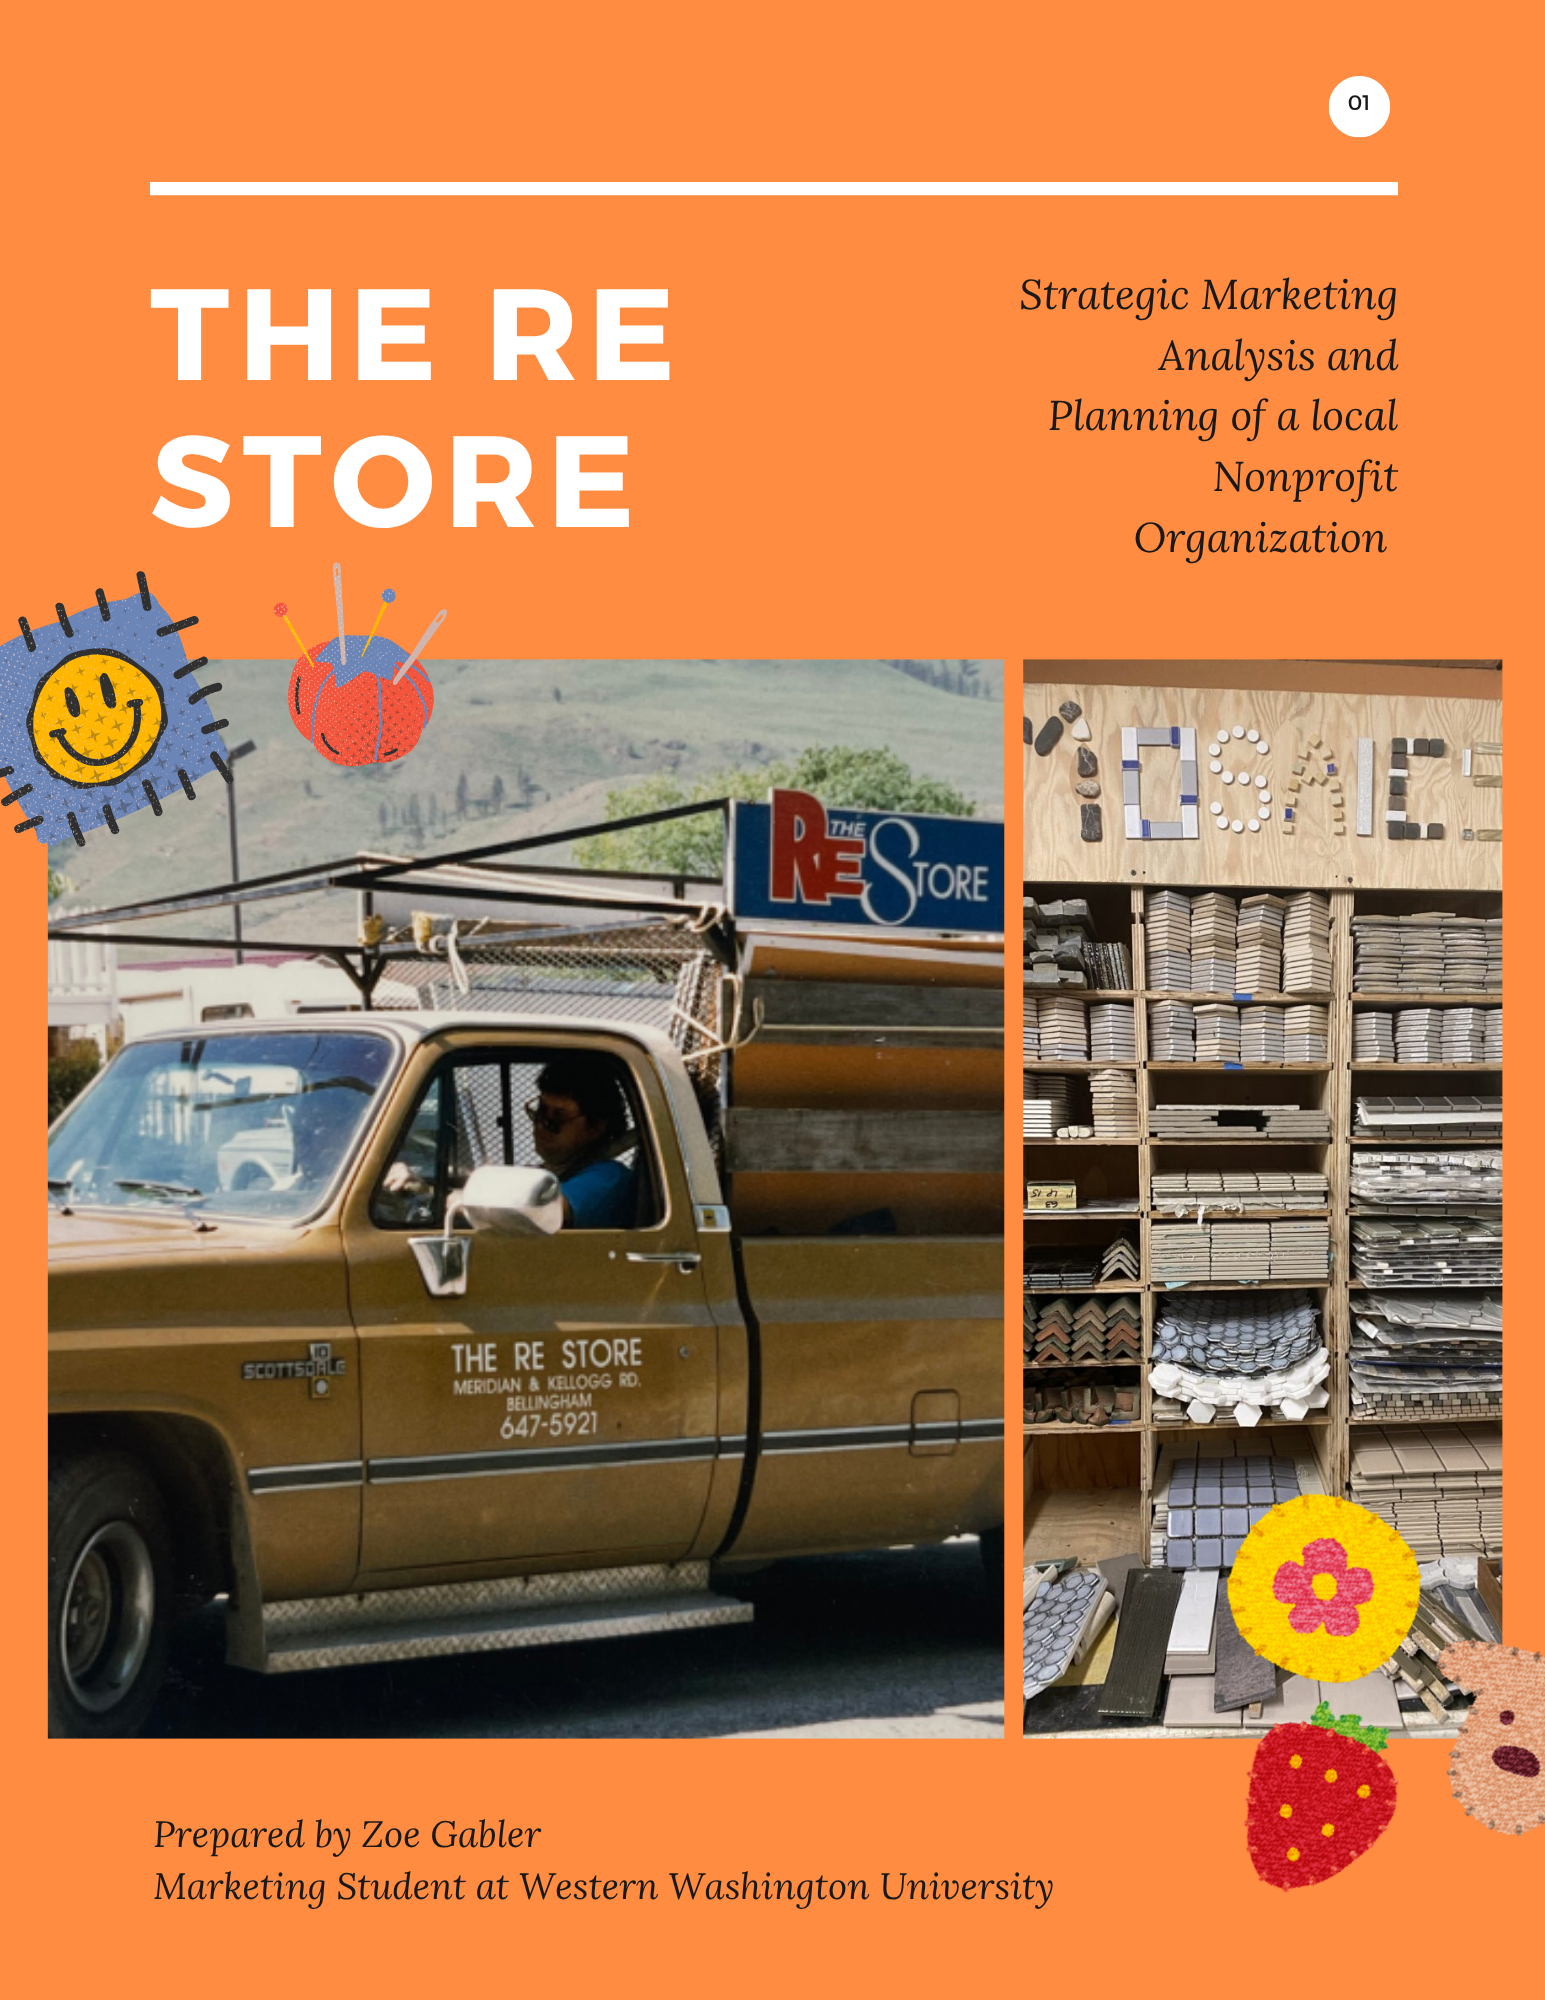 01
THE RE
STORE
Strategic Marketing
Analysis and
Planning of a local
Nonprofit
Organization
THE
RE STORE
SCOTTSDALE
10
THE RE STORE
MERIDIAN & KELLOGG RD.
BELLINGHAM
647-5921
MOSAICS
Prepared by Zoe Gabler
Marketing Student at Western Washington University